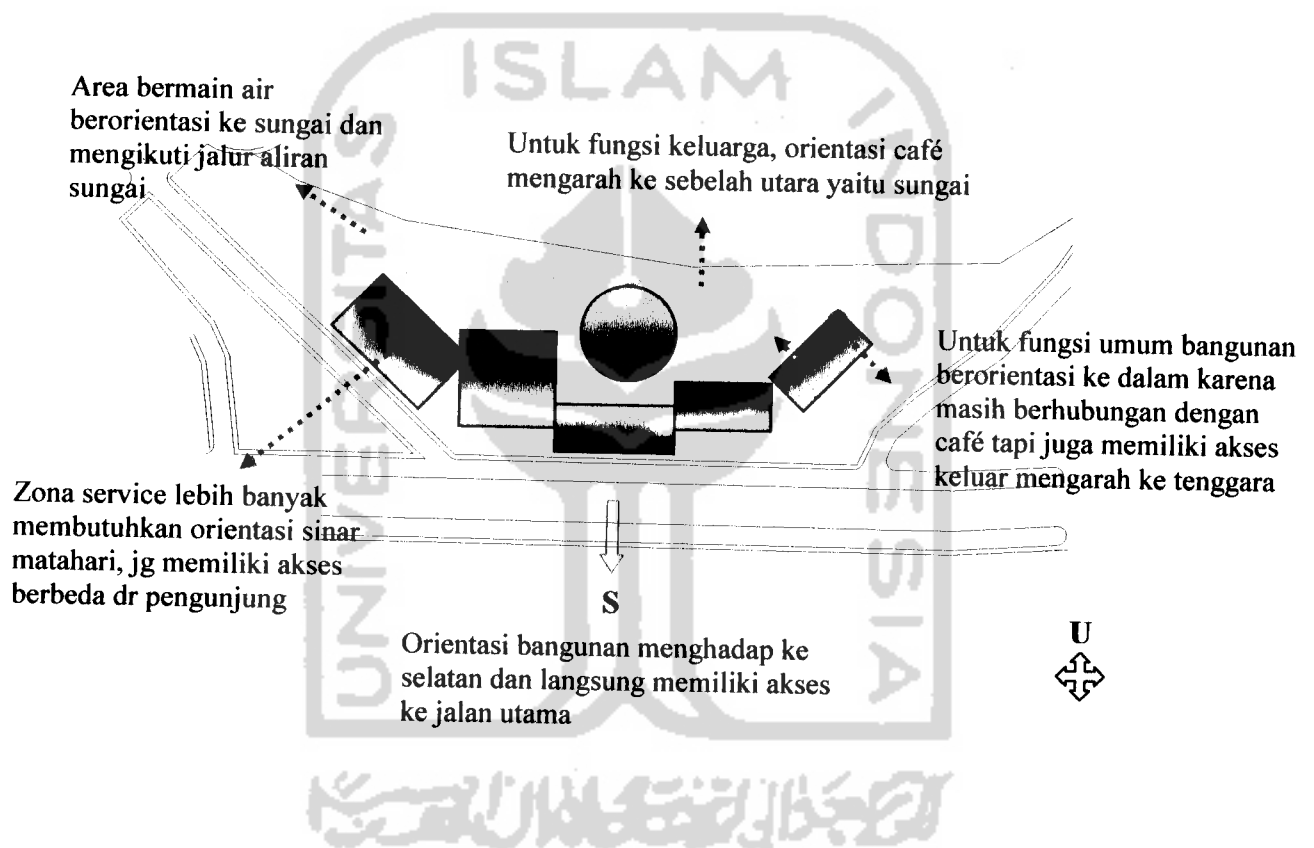 Area bermain air
berorientasi ke sungai dan
mengikuti jalur aliran
sungai
Untuk fungsi keluarga, orientasi café
mengarah ke sebelah utara yaitu sungai
Untuk fungsi umum bangunan
berorientasi ke dalam karena
masih berhubungan dengan
café tapi juga memiliki akses
keluar mengarah ke tenggara
Zona service lebih banyak
membutuhkan orientasi sinar
matahari, jg memiliki akses
berbeda dr pengunjung
S
Orientasi bangunan menghadap ke
selatan dan langsung memiliki akses
ke jalan utama
U
UNIVERSITAS
ISLAM
INDONESIA